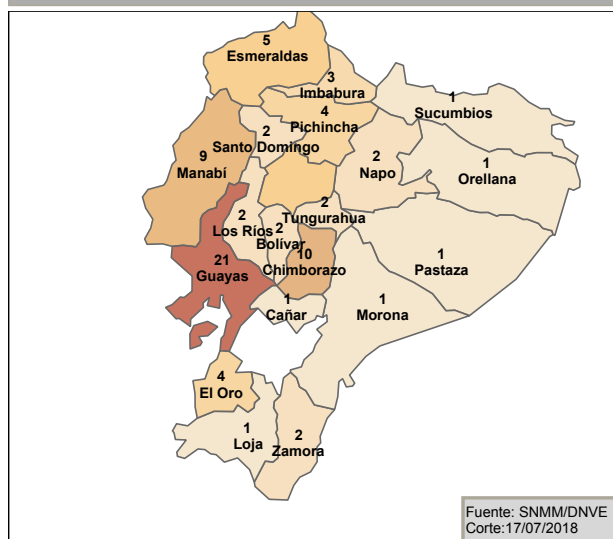 5
Esmeraldas
3
Imbabura
1
Sucumbios
4
Pichincha
2
Santo Domingo
9
Manabí
2
Napo
1
Orellana
2
Tungurahua
2
Los Ríos
2
Bolívar
21
Guayas
10
Chimborazo
1
Pastaza
1
Cañar
1
Morona
4
El Oro
1
Loja
2
Zamora
Fuente: SNMM/DNVE
Corte:17/07/2018